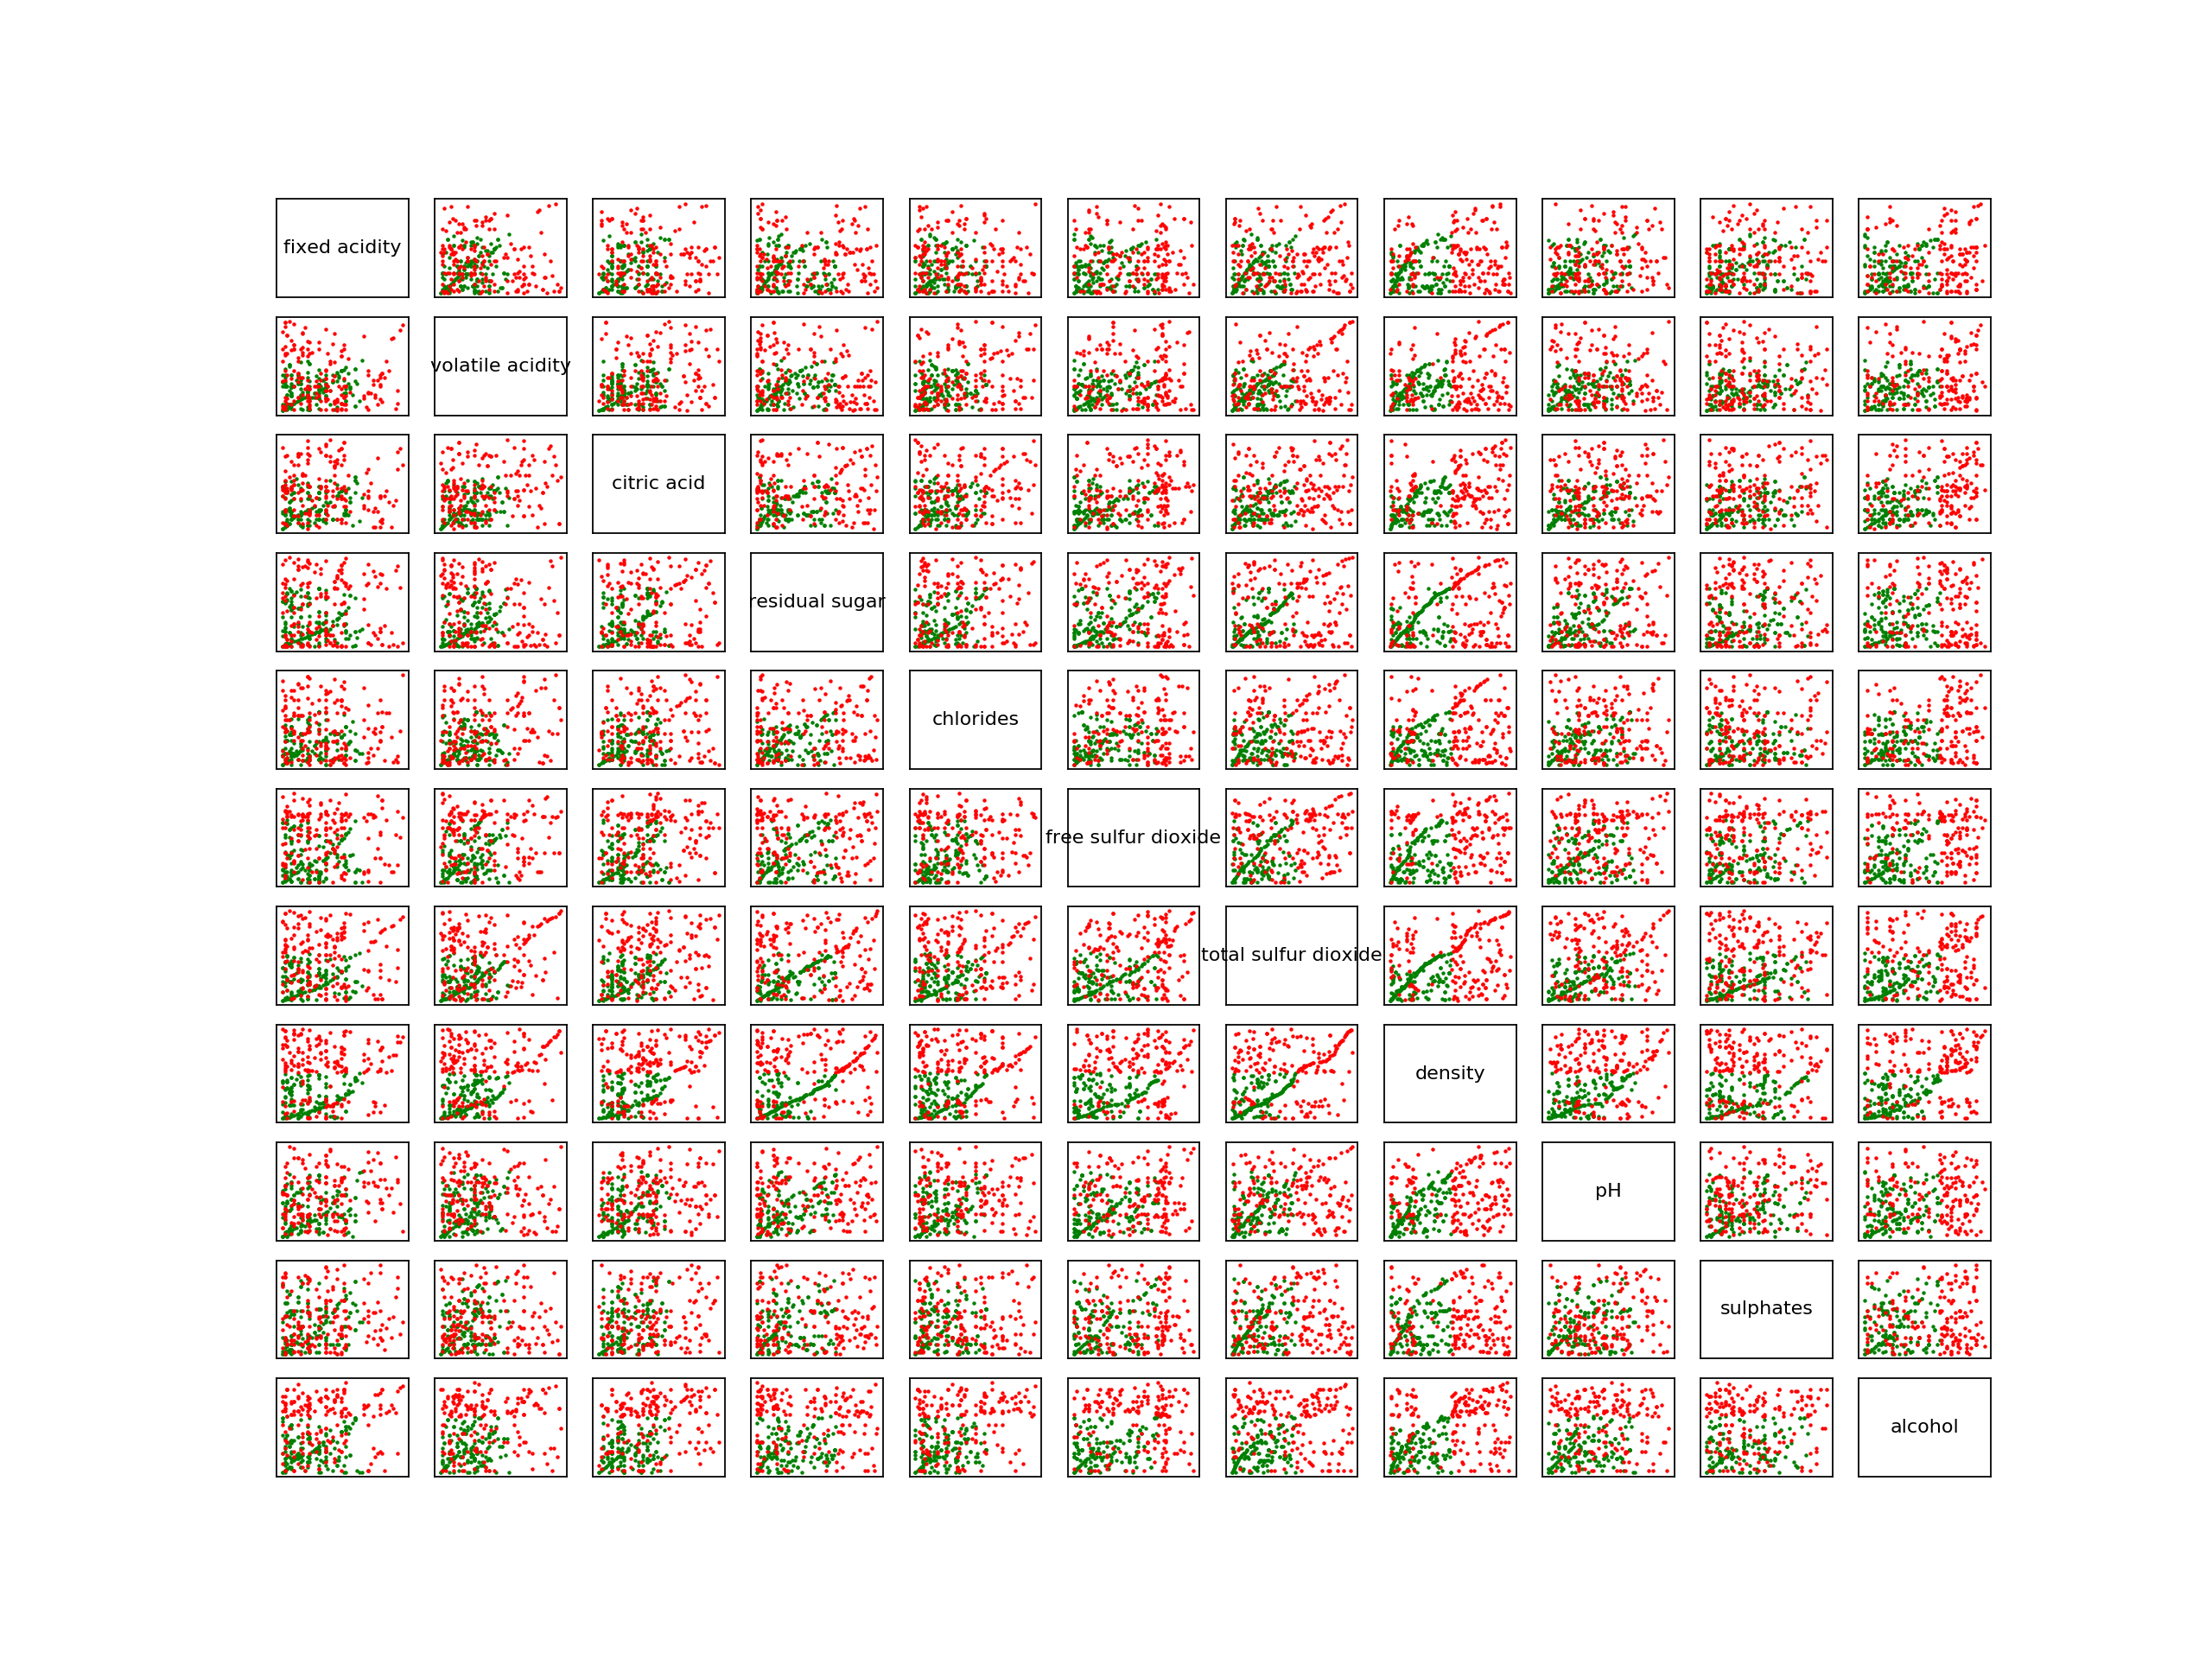 fixed acidity
volatile acidity
citric acid
residual sugar
chlorides
free sulfur dioxide
total sulfur dioxide
density
pH
sulphates
alcohol